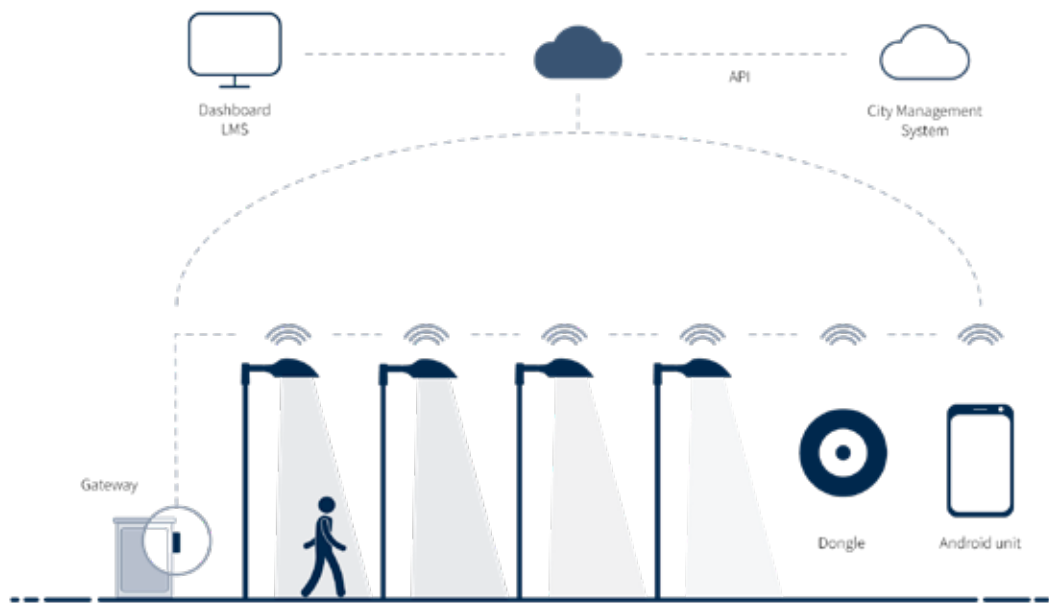 Dashboard
LMS
API
City Management
System
Gateway
Dongle
Android unit